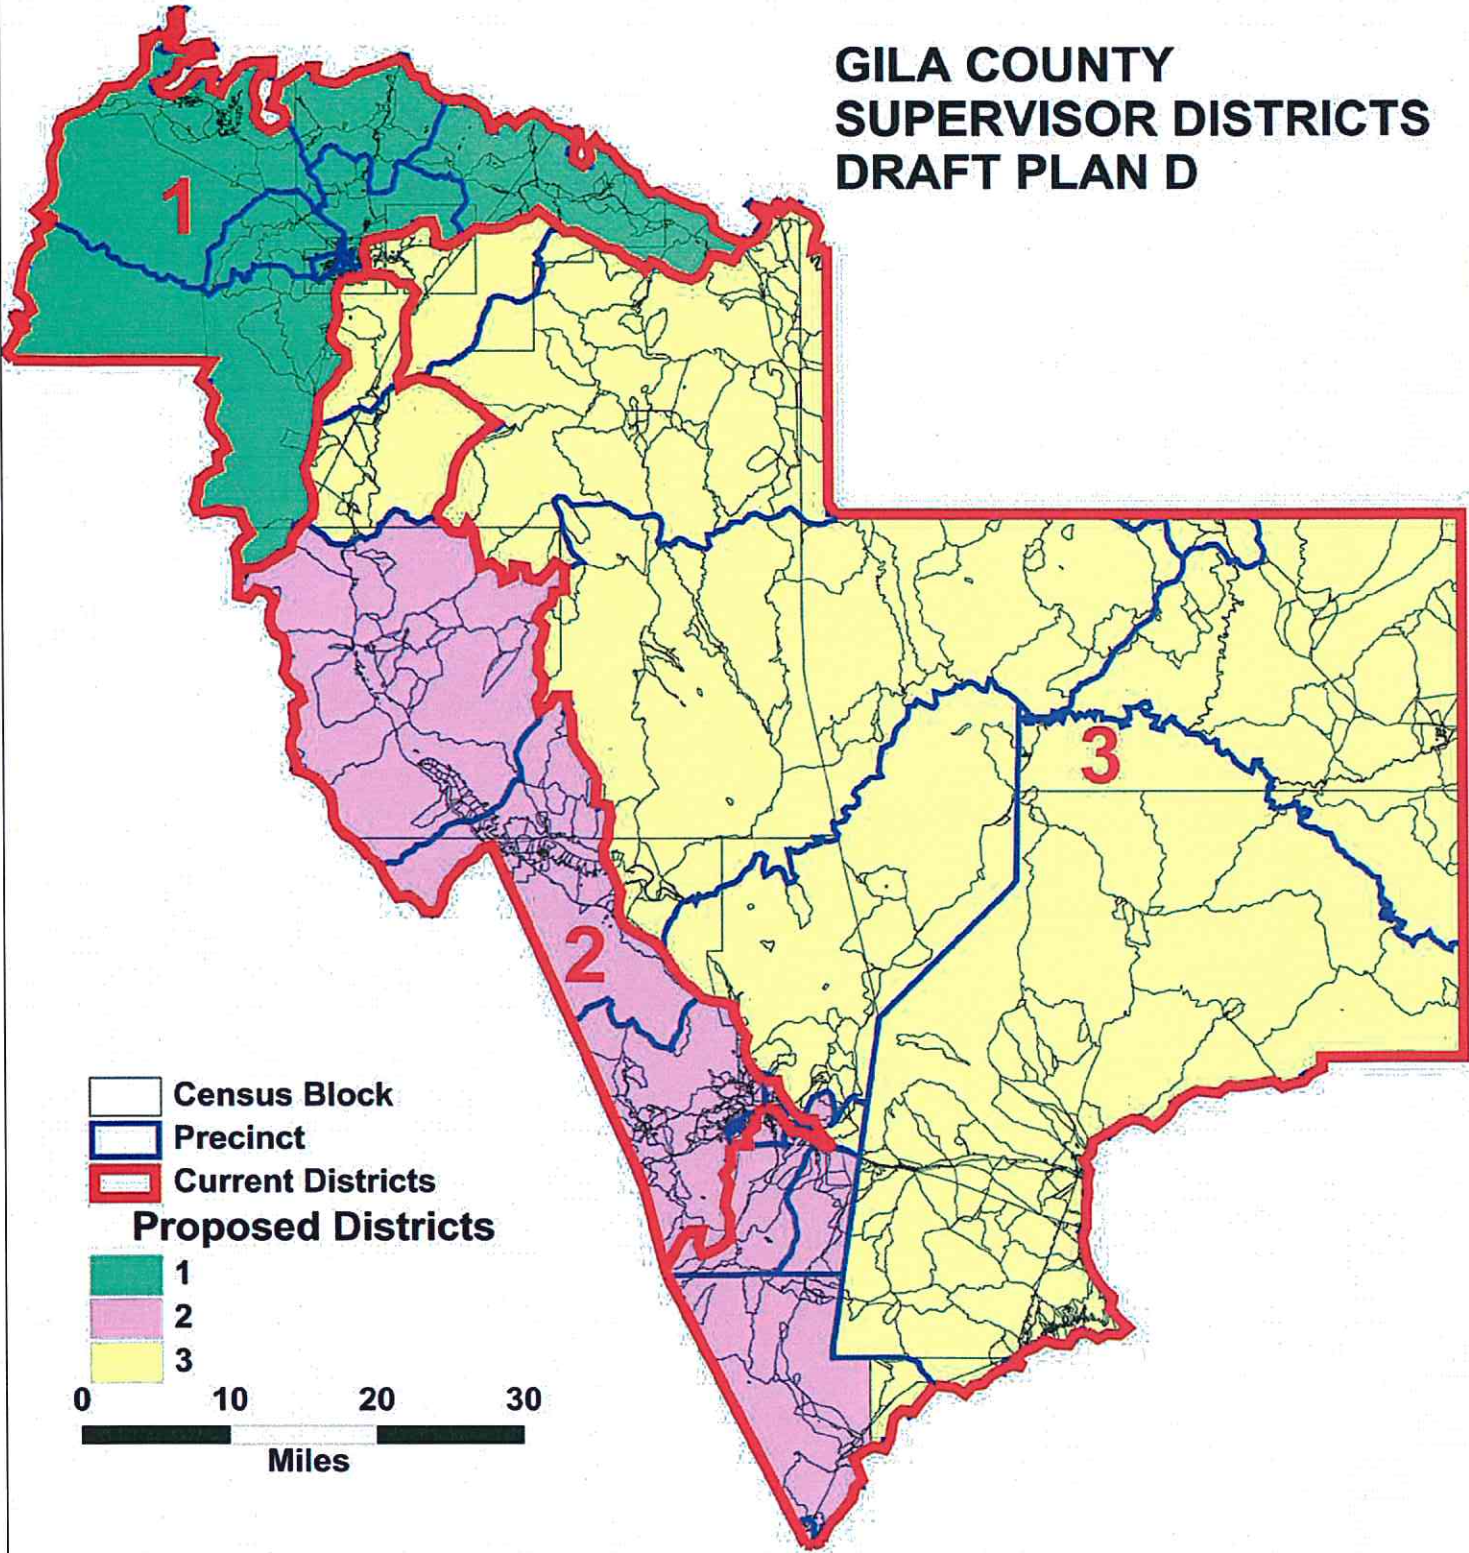 GILA COUNTY
SUPERVISOR DISTRICTS
DRAFT PLAN D
1
3
2
Census Block
Precinct
Current Districts
Proposed Districts
1
2
3
0 10 20 30
Miles